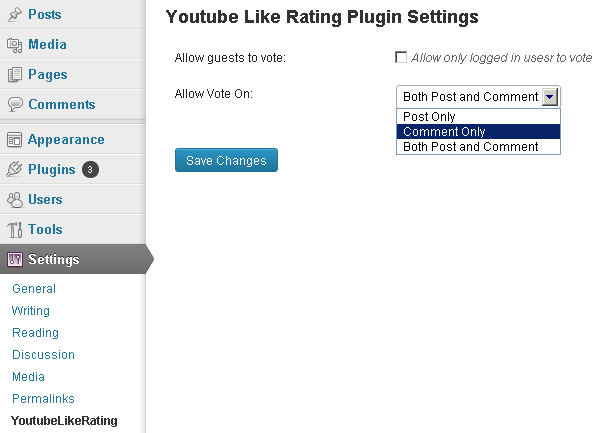 Posts
Media
Pages
Comments
Appearance
Plugins 3
Users
Tools
Settings
General
Writing
Reading
Discussion
Media
Permalinks
YoutubeLikeRating
Youtube Like Rating Plugin Settings
Allow guests to vote:
Allow only logged in usesr to vote
Allow Vote On:
Both Post and Comment
Post Only
Comment Only
Both Post and Comment
Save Changes